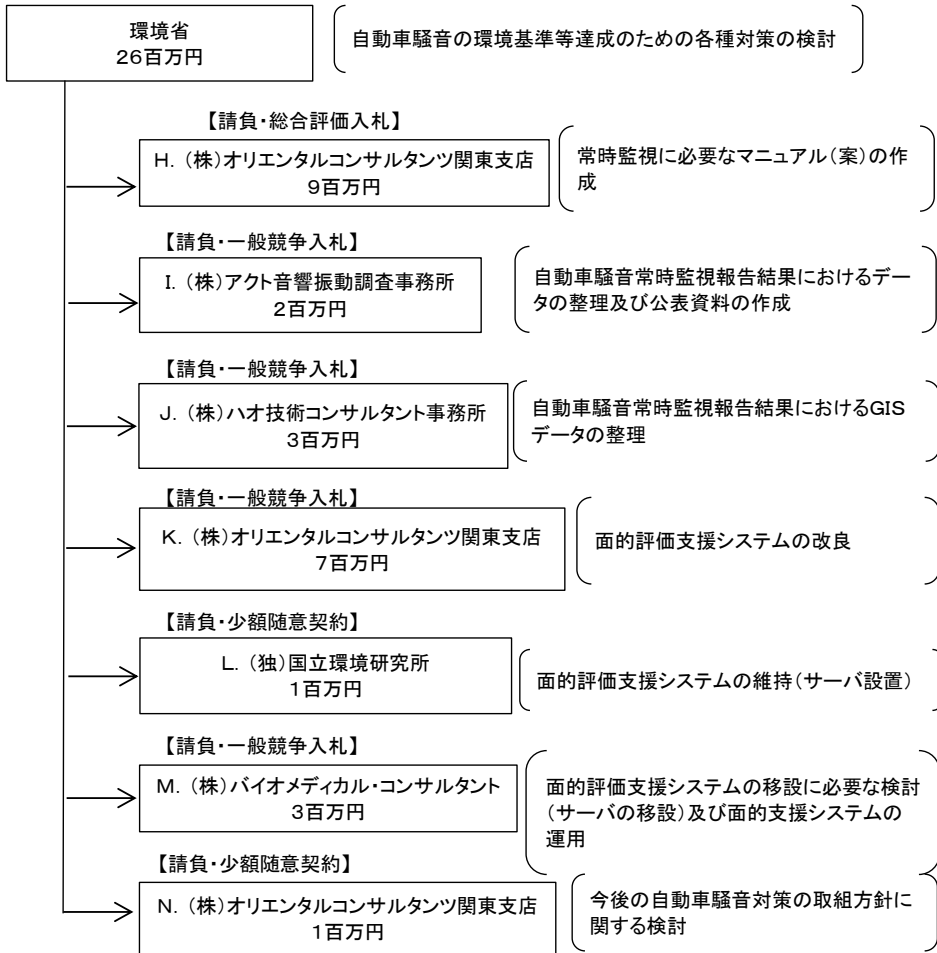 環境省
26百万円
自動車騒音の環境基準等達成のための各種対策の検討
【請負・総合評価入札】
H. (株)オリエンタルコンサルタンツ関東支店
9百万円
常時監視に必要なマニュアル(案)の作
成
【請負・一般競争入札】
I. (株)アクト音響振動調査事務所
2百万円
自動車騒音常時監視報告結果におけるデー
タの整理及び公表資料の作成
【請負・一般競争入札】
J. (株)ハオ技術コンサルタント事務所
3百万円
自動車騒音常時監視報告結果におけるGIS
データの整理
【請負・一般競争入札】
K. (株)オリエンタルコンサルタンツ関東支店
7百万円
面的評価支援システムの改良
【請負・少額随意契約】
L. (独)国立環境研究所
1百万円
面的評価支援システムの維持(サーバ設置)
【請負・一般競争入札】
M. (株)バイオメディカル・コンサルタント
3百万円
面的評価支援システムの移設に必要な検討
(サーバの移設)及び面的支援システムの
運用
【請負・少額随意契約】
N. (株)オリエンタルコンサルタンツ関東支店
1百万円
今後の自動車騒音対策の取組方針に
関する検討